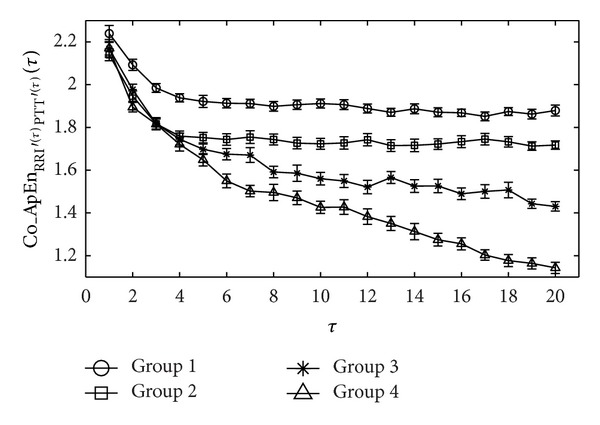 Co_ApEn_RRI′(τ) PTT′(τ) (τ)
2.2
2
1.8
1.6
1.4
1.2
0 2 4 6 8 10 12 14 16 18 20
τ
Group 1 Group 3
Group 2 Group 4